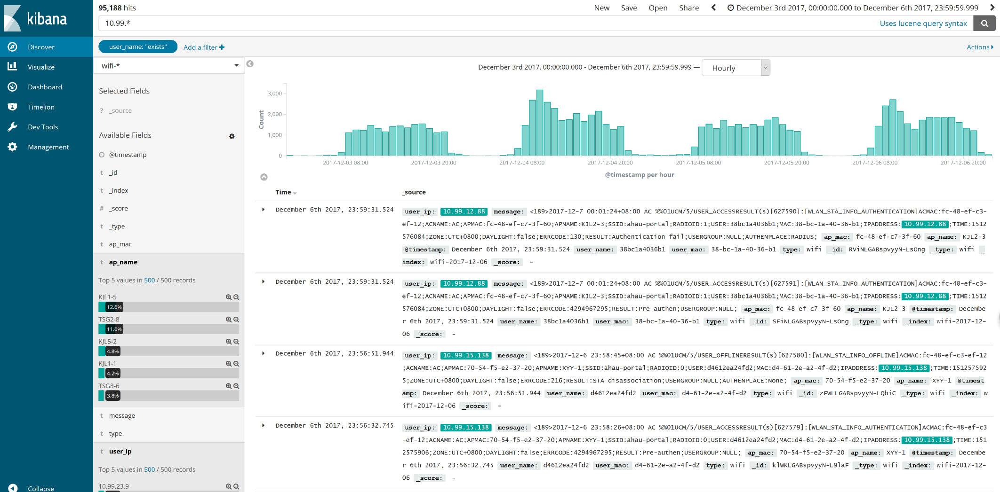 kibana
Discover
Visualize
Dashboard
Timelion
Dev Tools
Management
Collapse
95,188 hits
New Save Open Share December 3rd 2017, 00:00:00.000 to December 6th 2017, 23:59:59.999
10.99.*
Uses lucene query syntax
user_name: "exists"
Add a filter
Actions
wifi-*
Selected Fields
? _source
Available Fields
@timestamp
t _id
t _index
# _score
t _type
t ap_mac
t ap_name
Top 5 values in 500 / 500 records
KJL1-5
12.6%
TSG2-8
11.6%
KJL5-2
4.8%
KJL1-1
4.2%
TSG3-6
3.8%
t message
t type
t user_ip
Top 5 values in 500 / 500 records
10.99.23.9
December 3rd 2017, 00:00:00.000 - December 6th 2017, 23:59:59.999 — Hourly
Count
3,000
2,000
1,000
0
2017-12-03 08:00 2017-12-03 20:00 2017-12-04 08:00 2017-12-04 20:00 2017-12-05 08:00 2017-12-05 20:00 2017-12-06 08:00 2017-12-06 20:00
@timestamp per hour
Time _source
December 6th 2017, 23:59:31.524
user_ip: 10.99.12.88 message: <189>2017-12-7 00:01:24+08:00 AC %%01UCM/5/USER_ACCESSRESULT(s)[627590]:[WLAN_STA_INFO_AUTHENTICATION]ACMAC:fc-48-ef-c3-
ef-12;ACNAME:AC;APMAC:fc-48-ef-c7-3f-60;APNAME:KJL2-3;SSID:ahau-portal;RADIOID:1;USER:38bc1a4036b1;MAC:38-bc-1a-40-36-b1;IPADDRESS:10.99.12.88;TIME:1512
576084;ZONE:UTC+0800;DAYLIGHT:false;ERRCODE:130;RESULT:Authentication fail;USERGROUP:NULL;AUTHENPLACE:RADIUS; ap_mac: fc-48-ef-c7-3f-60 ap_name: KJL2-3
@timestamp: December 6th 2017, 23:59:31.524 user_name: 38bc1a4036b1 user_mac: 38-bc-1a-40-36-b1 type: wifi _id: RViNLGABspvyyN-LsOng _type: wifi _
index: wifi-2017-12-06 _score: -
December 6th 2017, 23:59:31.524
user_ip: 10.99.12.88 message: <189>2017-12-7 00:01:24+08:00 AC %%01UCM/5/USER_ACCESSRESULT(s)[627591]:[WLAN_STA_INFO_AUTHENTICATION]ACMAC:fc-48-ef-c3-
ef-12;ACNAME:AC;APMAC:fc-48-ef-c7-3f-60;APNAME:KJL2-3;SSID:ahau-portal;RADIOID:1;USER:38bc1a4036b1;MAC:38-bc-1a-40-36-b1;IPADDRESS:10.99.12.88;TIME:1512
576084;ZONE:UTC+0800;DAYLIGHT:false;ERRCODE:4294967295;RESULT:Pre-authen;USERGROUP:NULL; ap_mac: fc-48-ef-c7-3f-60 ap_name: KJL2-3 @timestamp: Decembe
r 6th 2017, 23:59:31.524 user_name: 38bc1a4036b1 user_mac: 38-bc-1a-40-36-b1 type: wifi _id: SFiNLGABspvyyN-LsOng _type: wifi _index: wifi-2017-12-
06 _score: -
December 6th 2017, 23:56:51.944
user_ip: 10.99.15.138 message: <189>2017-12-6 23:58:45+08:00 AC %%01UCM/5/USER_OFFLINERESULT(s)[627580]:[WLAN_STA_INFO_OFFLINE]ACMAC:fc-48-ef-c3-ef-12
;ACNAME:AC;APMAC:70-54-f5-e2-37-20;APNAME:XYY-1;SSID:ahau-portal;RADIOID:0;USER:d4612ea24fd2;MAC:d4-61-2e-a2-4f-d2;IPADDRESS:10.99.15.138;TIME:151257592
5;ZONE:UTC+0800;DAYLIGHT:false;ERRCODE:216;RESULT:STA disassociation;USERGROUP:NULL;AUTHENPLACE:None; ap_mac: 70-54-f5-e2-37-20 ap_name: XYY-1 @timest
amp: December 6th 2017, 23:56:51.944 user_name: d4612ea24fd2 user_mac: d4-61-2e-a2-4f-d2 type: wifi _id: zFWLLGABspvyyN-LQbiC _type: wifi _index: w
ifi-2017-12-06 _score: -
December 6th 2017, 23:56:32.745
user_ip: 10.99.15.138 message: <189>2017-12-6 23:58:26+08:00 AC %%01UCM/5/USER_ACCESSRESULT(s)[627579]:[WLAN_STA_INFO_AUTHENTICATION]ACMAC:fc-48-ef-c3
-ef-12;ACNAME:AC;APMAC:70-54-f5-e2-37-20;APNAME:XYY-1;SSID:ahau-portal;RADIOID:0;USER:d4612ea24fd2;MAC:d4-61-2e-a2-4f-d2;IPADDRESS:10.99.15.138;TIME:151
2575906;ZONE:UTC+0800;DAYLIGHT:false;ERRCODE:4294967295;RESULT:Pre-authen;USERGROUP:NULL; ap_mac: 70-54-f5-e2-37-20 ap_name: XYY-1 @timestamp: Decembe
r 6th 2017, 23:56:32.745 user_name: d4612ea24fd2 user_mac: d4-61-2e-a2-4f-d2 type: wifi _id: klWKLGABspvyyN-L9laF _type: wifi _index: wifi-2017-12-
06 _score: -